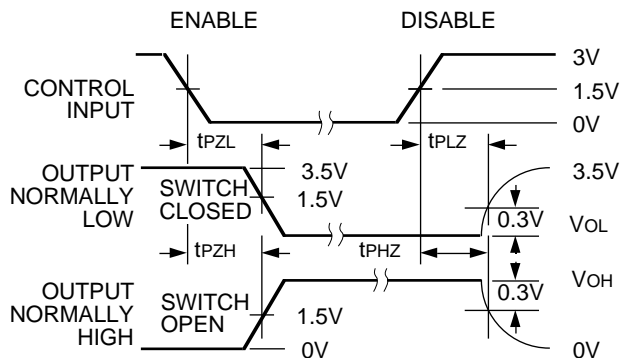 ENABLE DISABLE
3V
CONTROL
INPUT
1.5V
0V
tPZL tPLZ
OUTPUT
NORMALLY
LOW
SWITCH
CLOSED
3.5V
1.5V
3.5V
0.3V
VOL
tPZH tPHZ
VOH
0.3V
OUTPUT
NORMALLY
HIGH
SWITCH
OPEN
1.5V
0V
0V